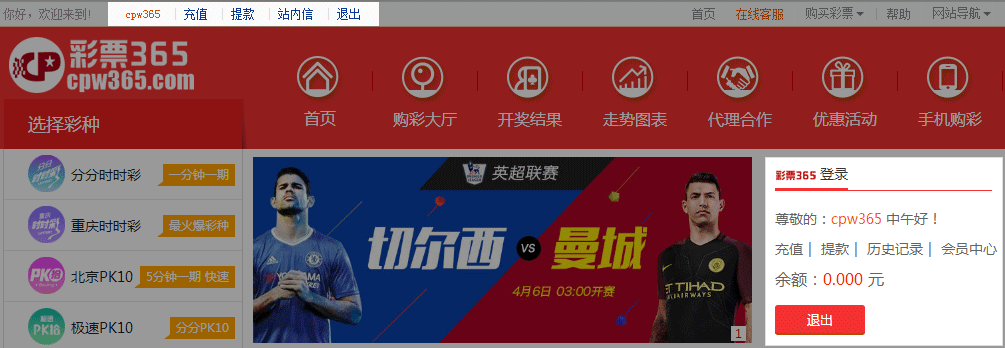 你好，欢迎来到! cpw365 充值 提款 站内信 退出 首页 在线客服 购买彩票 帮助 网站导航
彩票365
cpw365.com
首页 购彩大厅 开奖结果 走势图表 代理合作 优惠活动 手机购彩
选择彩种
分分时时彩 一分钟一期
重庆时时彩 最火爆彩种
北京PK10 5分钟一期 快速
极速PK10 分分PK10
英超联赛
切尔西 VS 曼城
4月6日 03:00开赛
ETIHAD
AIRWAYS
1
彩票365 登录
尊敬的：cpw365 中午好！
充值 | 提款 | 历史记录 | 会员中心
余额：0.000 元
退出